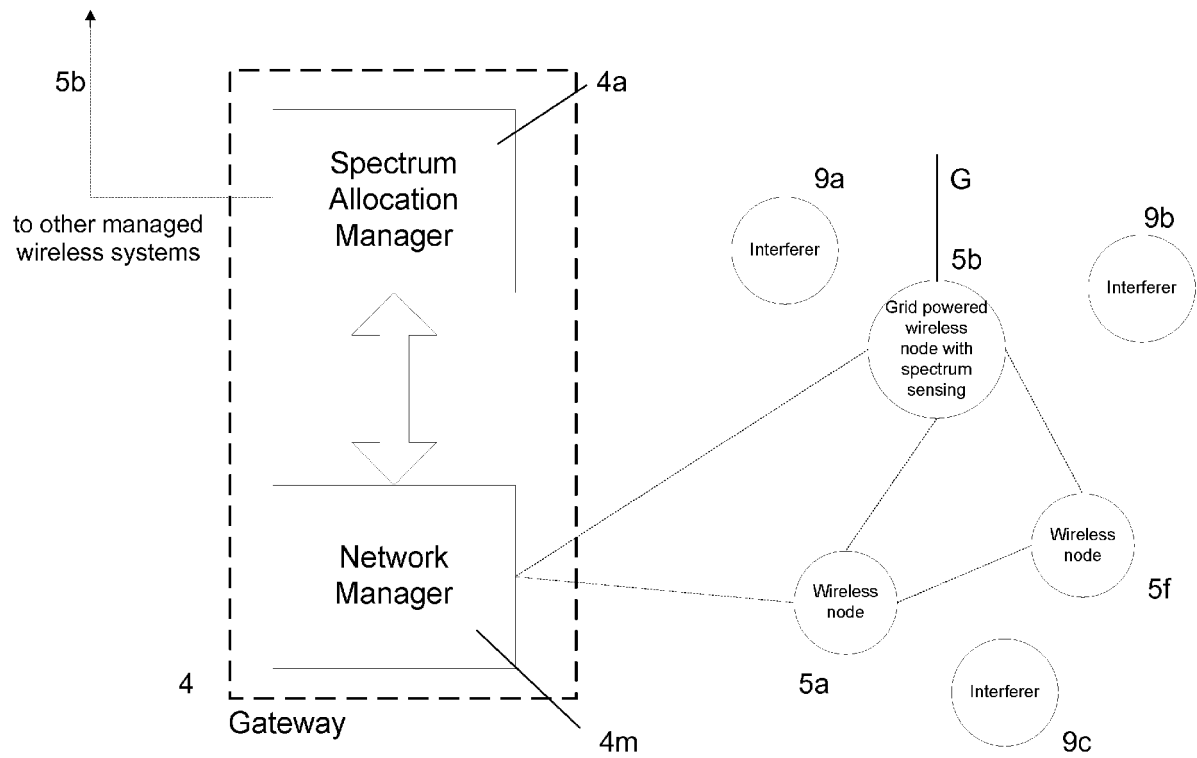 5b
4a
Spectrum
Allocation
Manager
to other managed
wireless systems
9a
G
9b
Interferer
5b
Interferer
Grid powered
wireless
node with
spectrum
sensing
Network
Manager
Wireless
node
Wireless
node
5f
4
5a
Interferer
Gateway
4m
9c